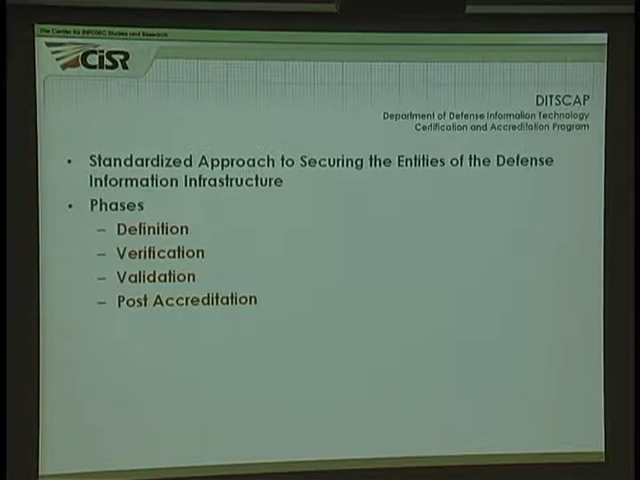 The Center for INFOSEC Studies and Research
CISR
DITSCAP
Department of Defense Information Technology
Certification and Accreditation Program
• Standardized Approach to Securing the Entities of the Defense
Information Infrastructure
• Phases
– Definition
– Verification
– Validation
– Post Accreditation